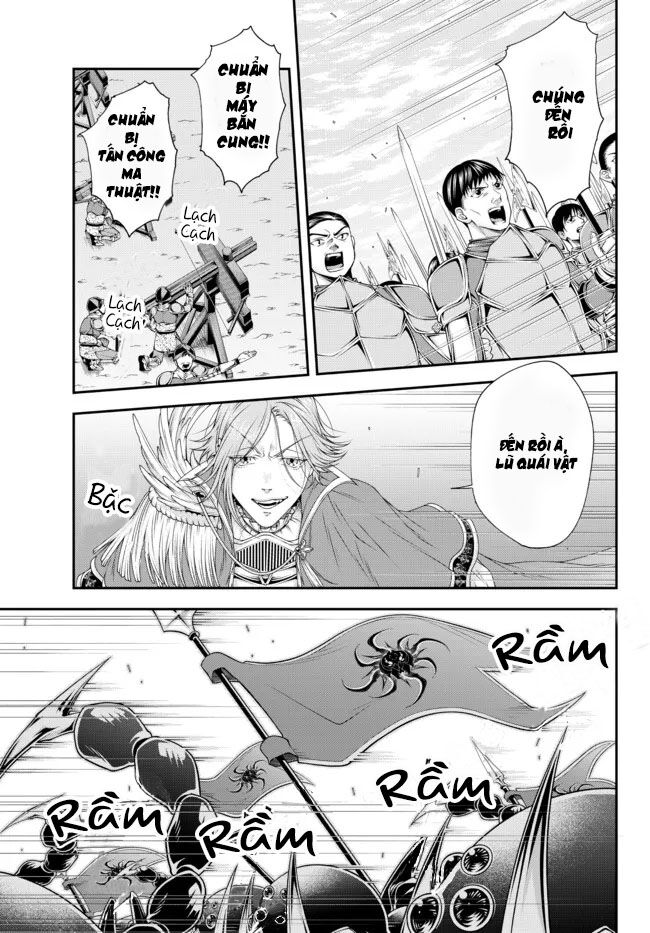 CHÚNG
ĐẾN
RỒI
CHUẨN
BỊ
MÁY
BẮN
CUNG!!
CHUẨN
BỊ
TẤN CÔNG
MA
THUẬT!!
Lạch
Cạch
Lạch
Cạch
ĐẾN RỒI À,
LŨ QUÁI VẬT
Bặc
RẦM
RẦM
RẦM
RẦM